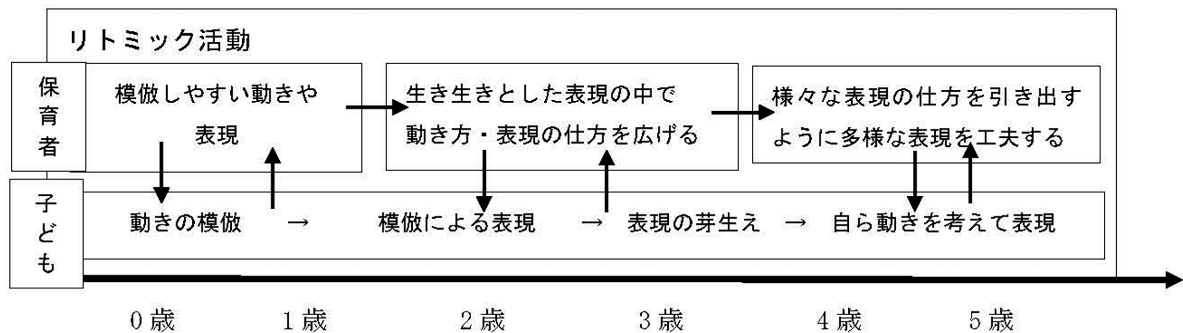 リトミック活動
保育者
模倣しやすい動きや
表現
生き生きとした表現の中で
動き方・表現の仕方を広げる
様々な表現の仕方を引き出す
ように多様な表現を工夫する
子ども
動きの模倣 → 模倣による表現 → 表現の芽生え → 自ら動きを考えて表現
0歳 1歳 2歳 3歳 4歳 5歳